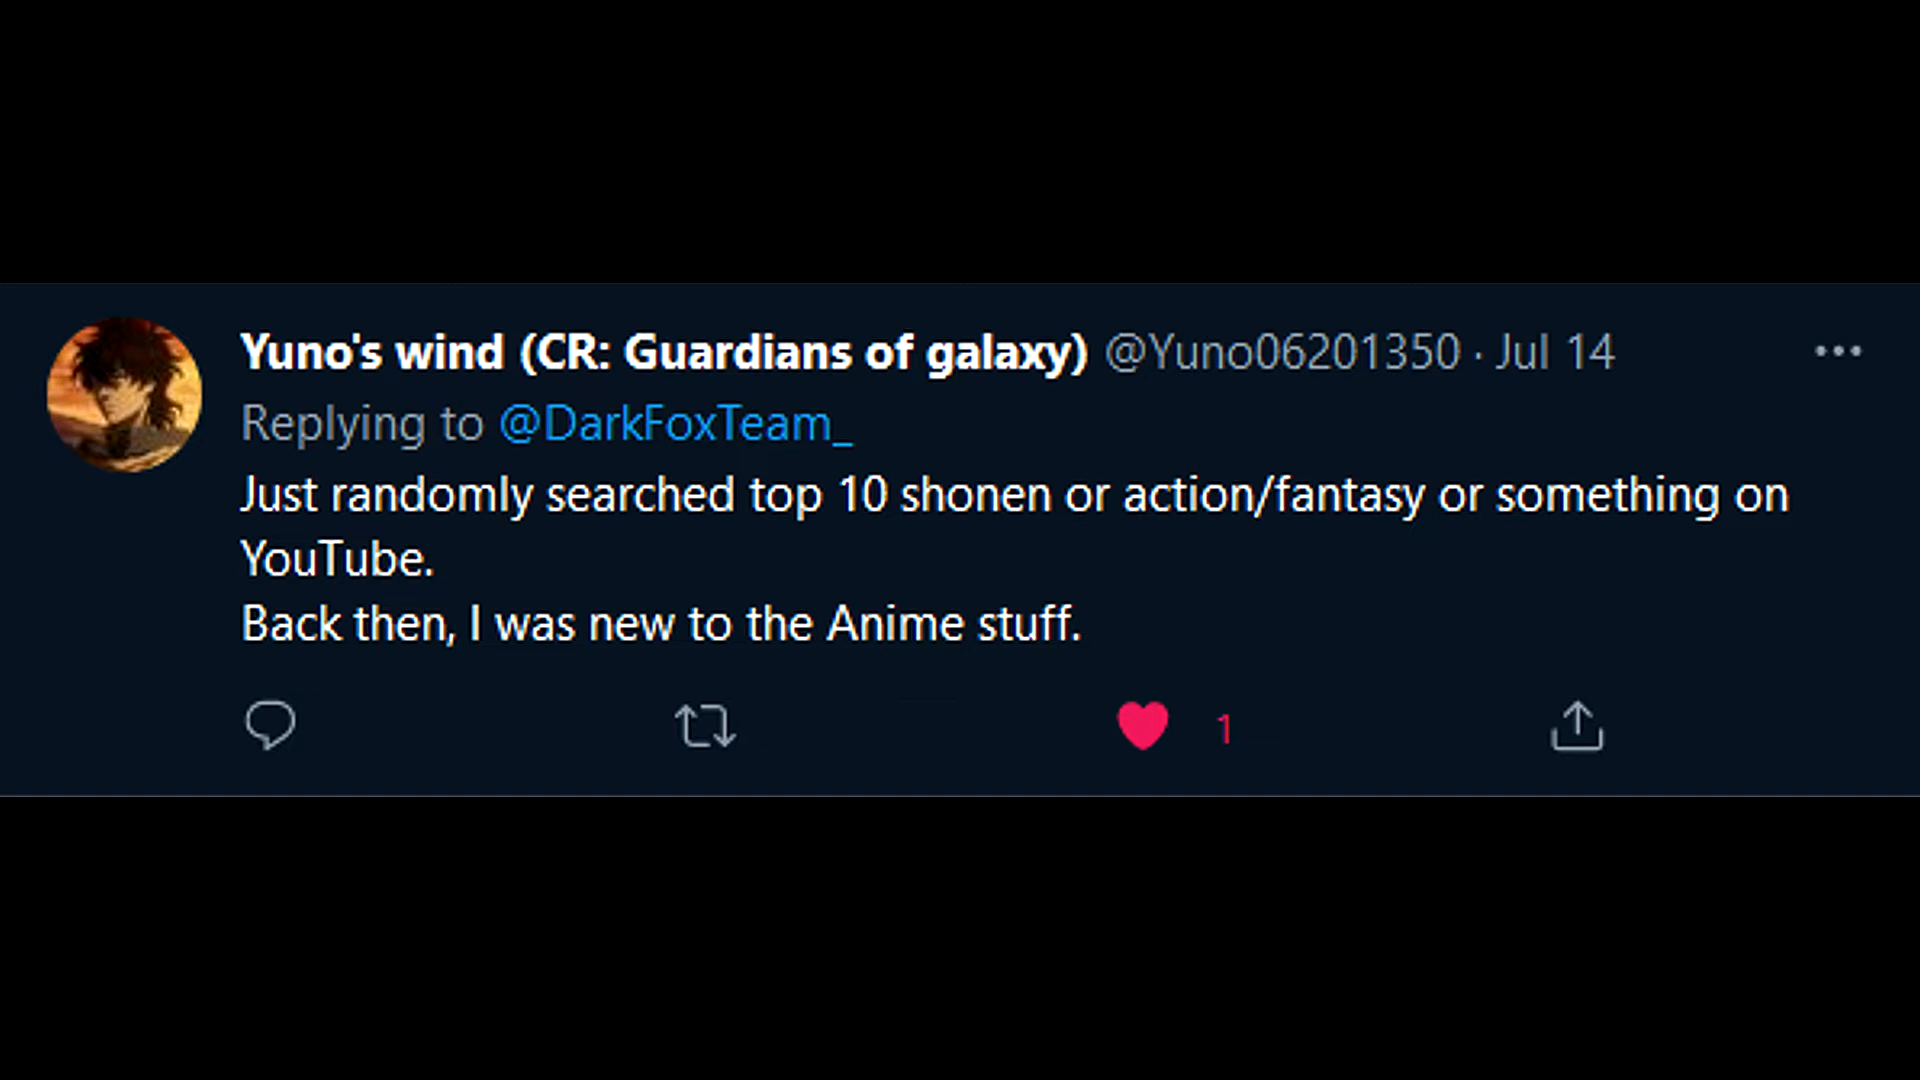 Yuno's wind (CR: Guardians of galaxy) @Yuno06201350 · Jul 14
Replying to @DarkFoxTeam_
Just randomly searched top 10 shonen or action/fantasy or something on
YouTube.
Back then, I was new to the Anime stuff.
1